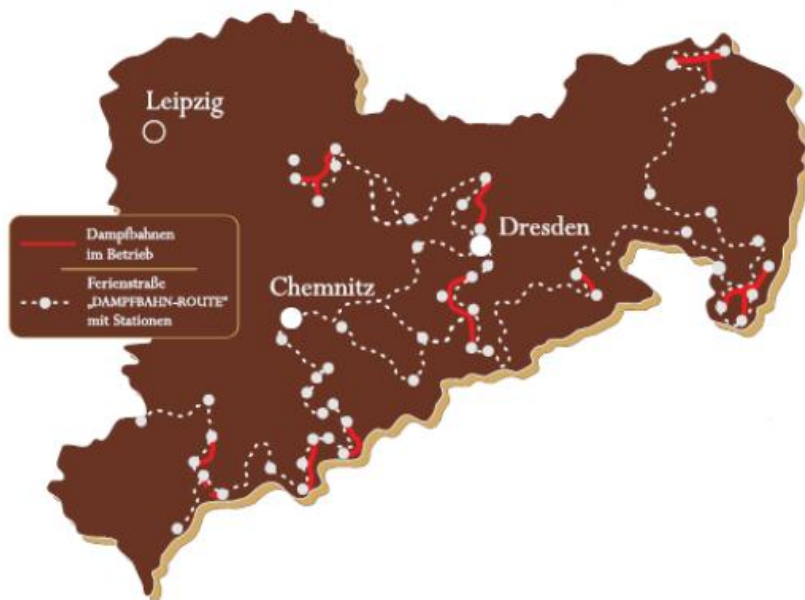 Leipzig
Dampfbahnen
im Betrieb
Dresden
Ferienstraße
„DAMPFBAHN-ROUTE"
mit Stationen
Chemnitz